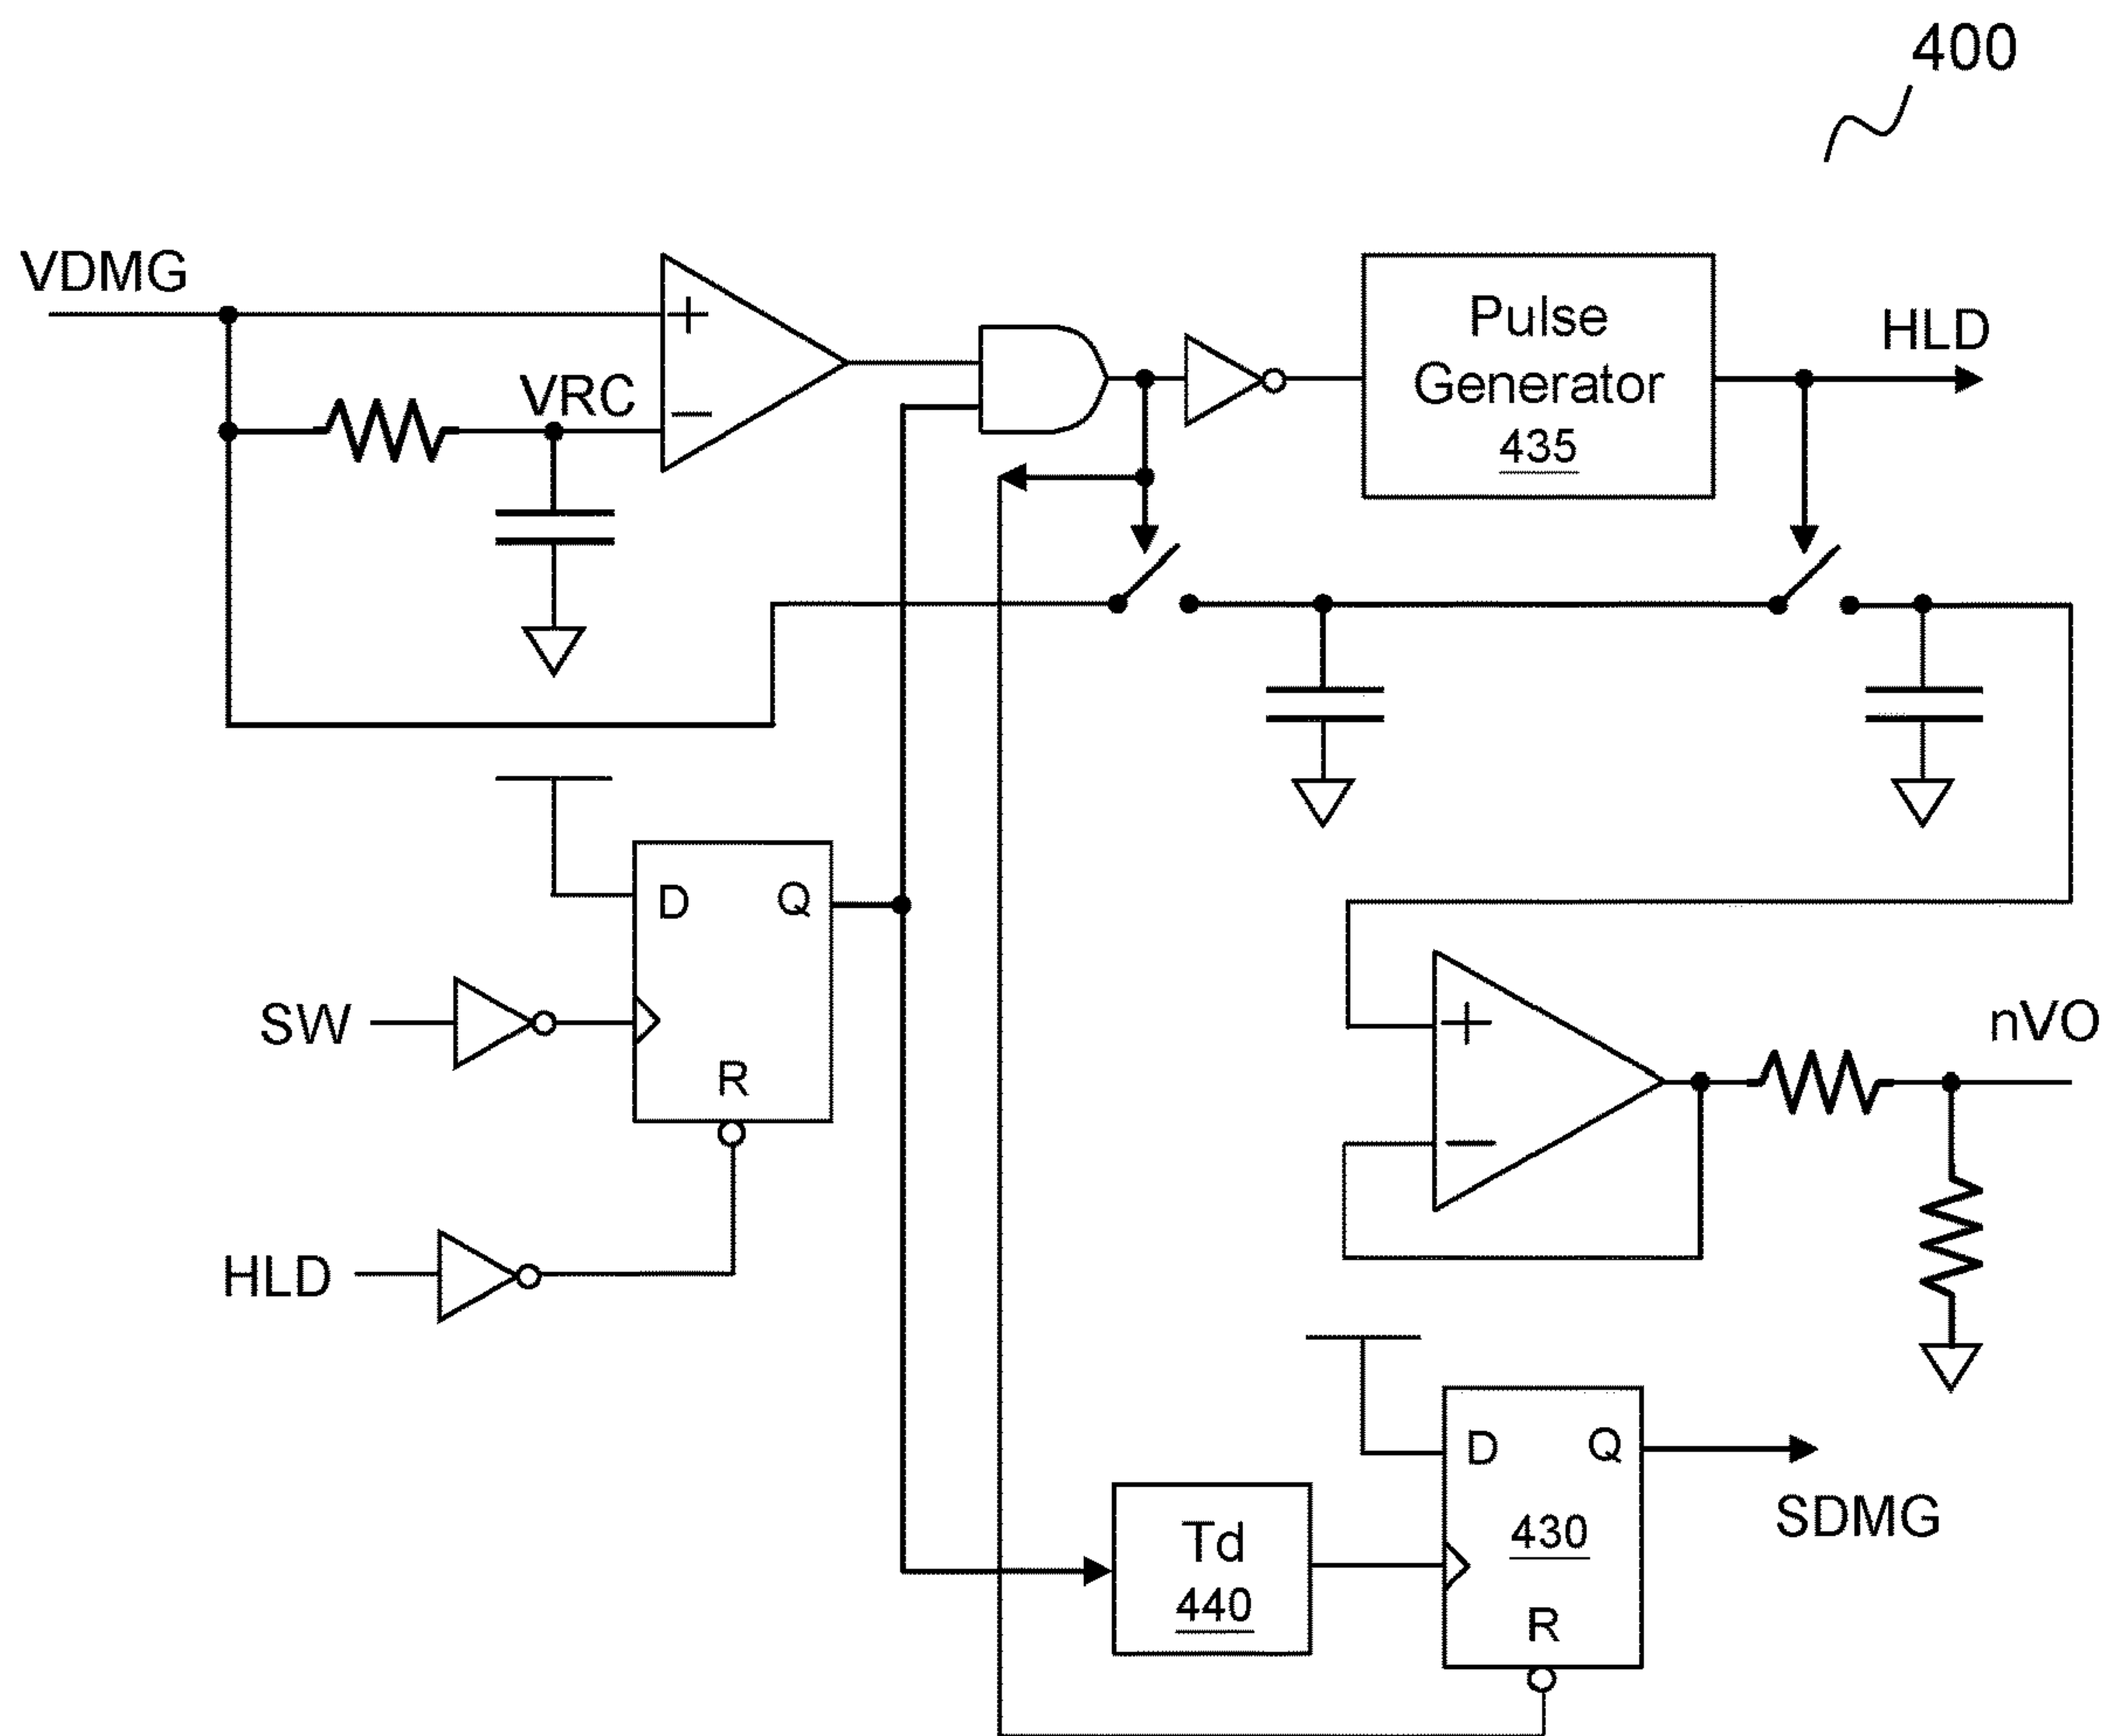 400
VDMG
VRC
+
−
Pulse
Generator
435
HLD
D
Q
R
SW
HLD
+
−
nVO
D
Q
430
R
SDMG
Td
440